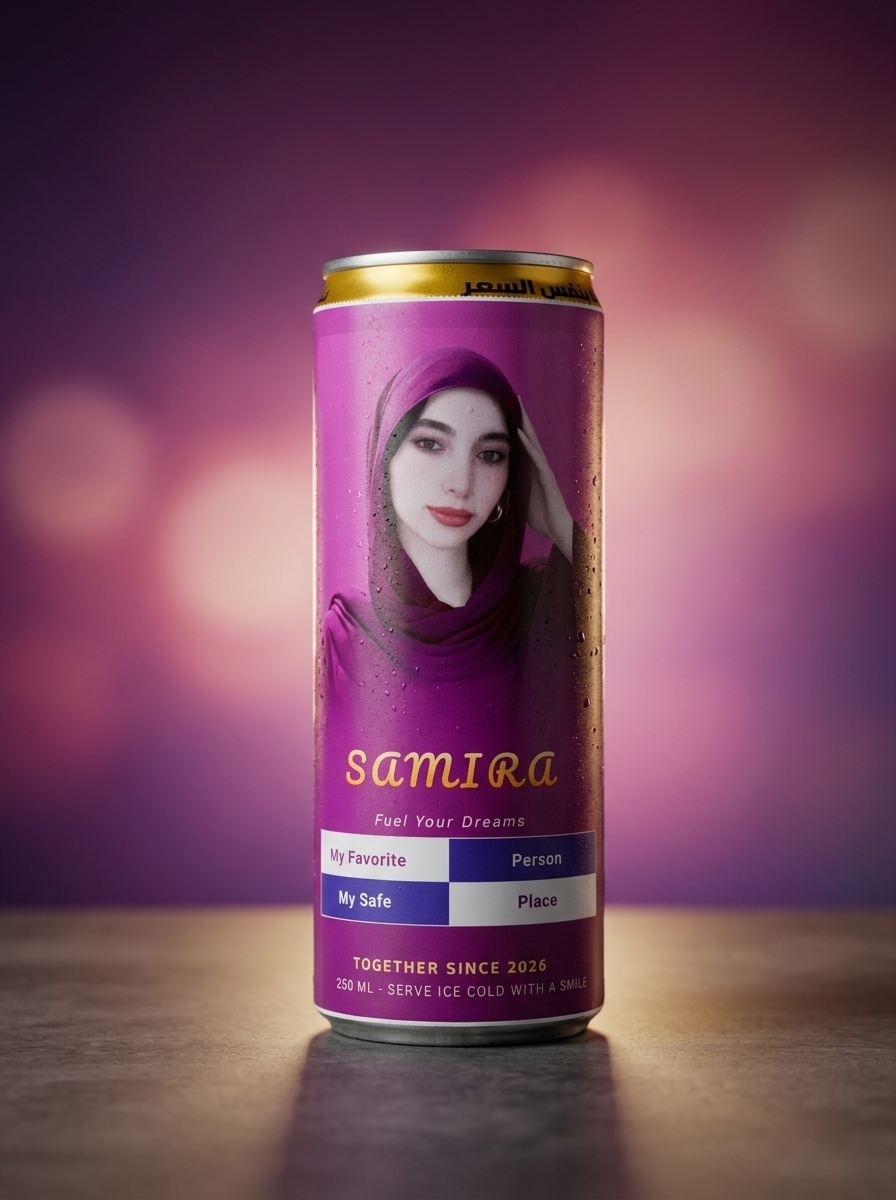 بنفس السعر
SAMIRA
Fuel Your Dreams
My Favorite Person
My Safe Place
TOGETHER SINCE 2026
250 ML - SERVE ICE COLD WITH A SMILE